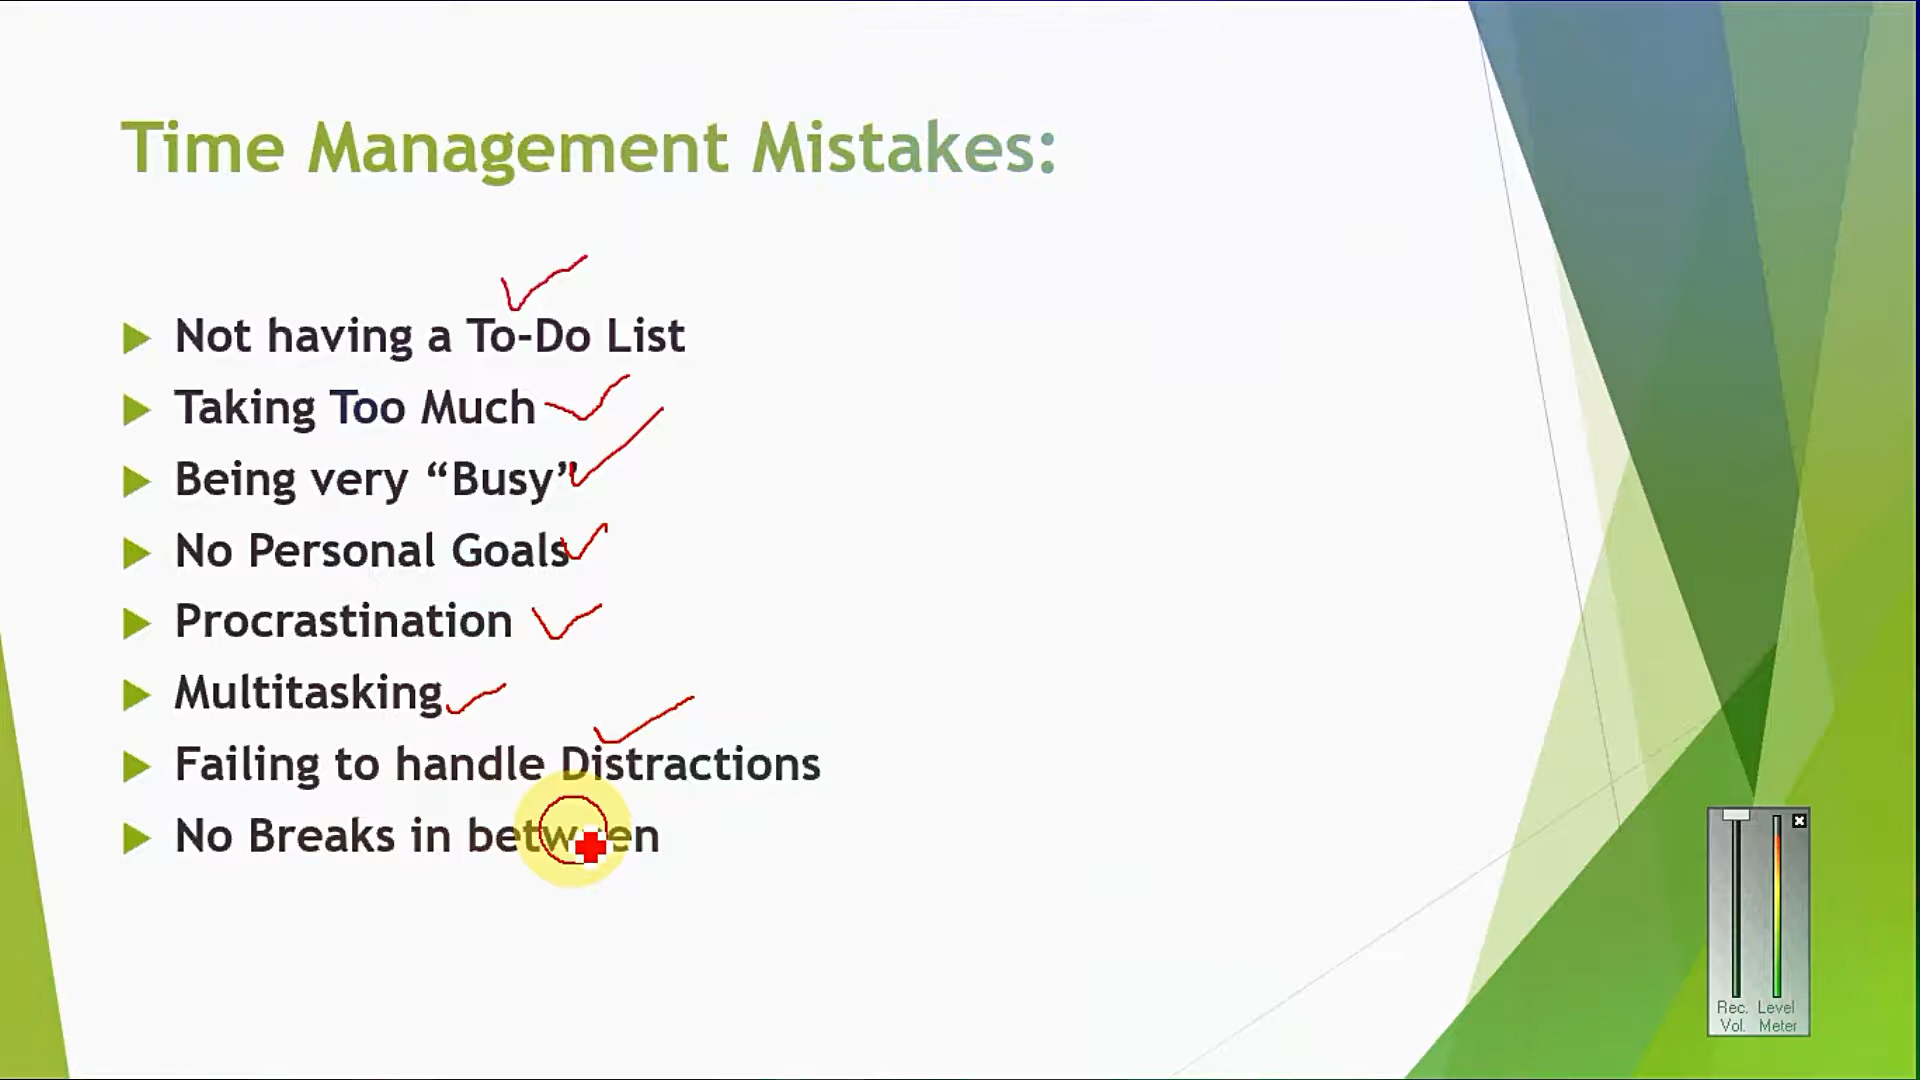 Time Management Mistakes:
Not having a To-Do List
Taking Too Much
Being very “Busy”
No Personal Goals
Procrastination
Multitasking
Failing to handle Distractions
No Breaks in between
Rec. Level
Vol. Meter